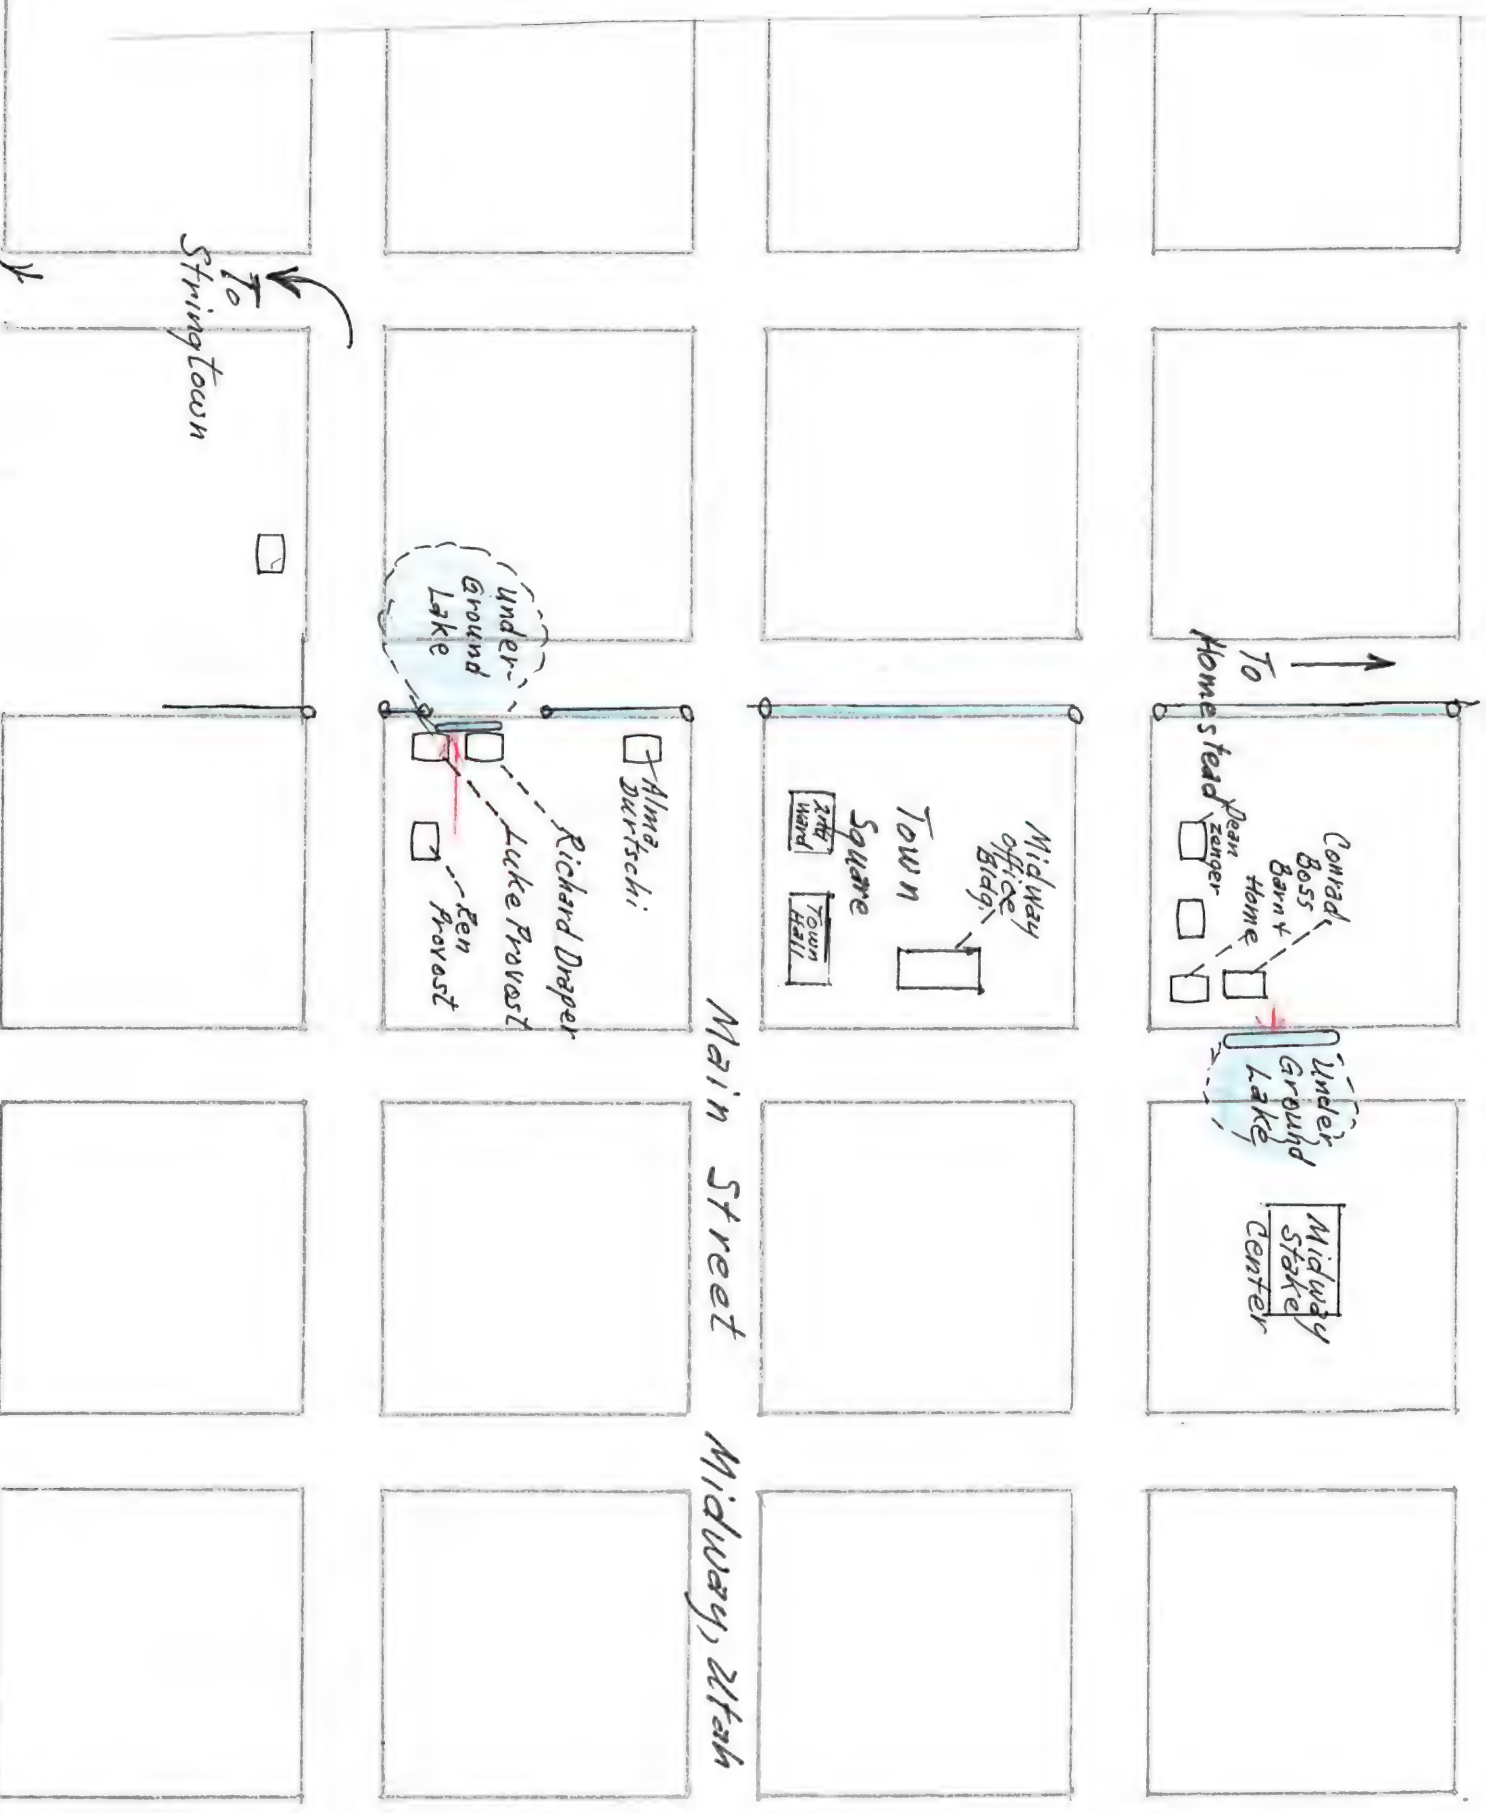 To
Homestead
Dean
Zenger
Conrad
Boss
Barn +
Home
Under
Ground
Lake
Midway
Stake
Center
Midway
office
Bldg.
Town
Square
2nd
Ward
Town
Hall
Main Street Midway, Utah
Alma
Durtschi
Richard Draper
Luke Provost
Provost
Under-
Ground
Lake
To
Stringtown